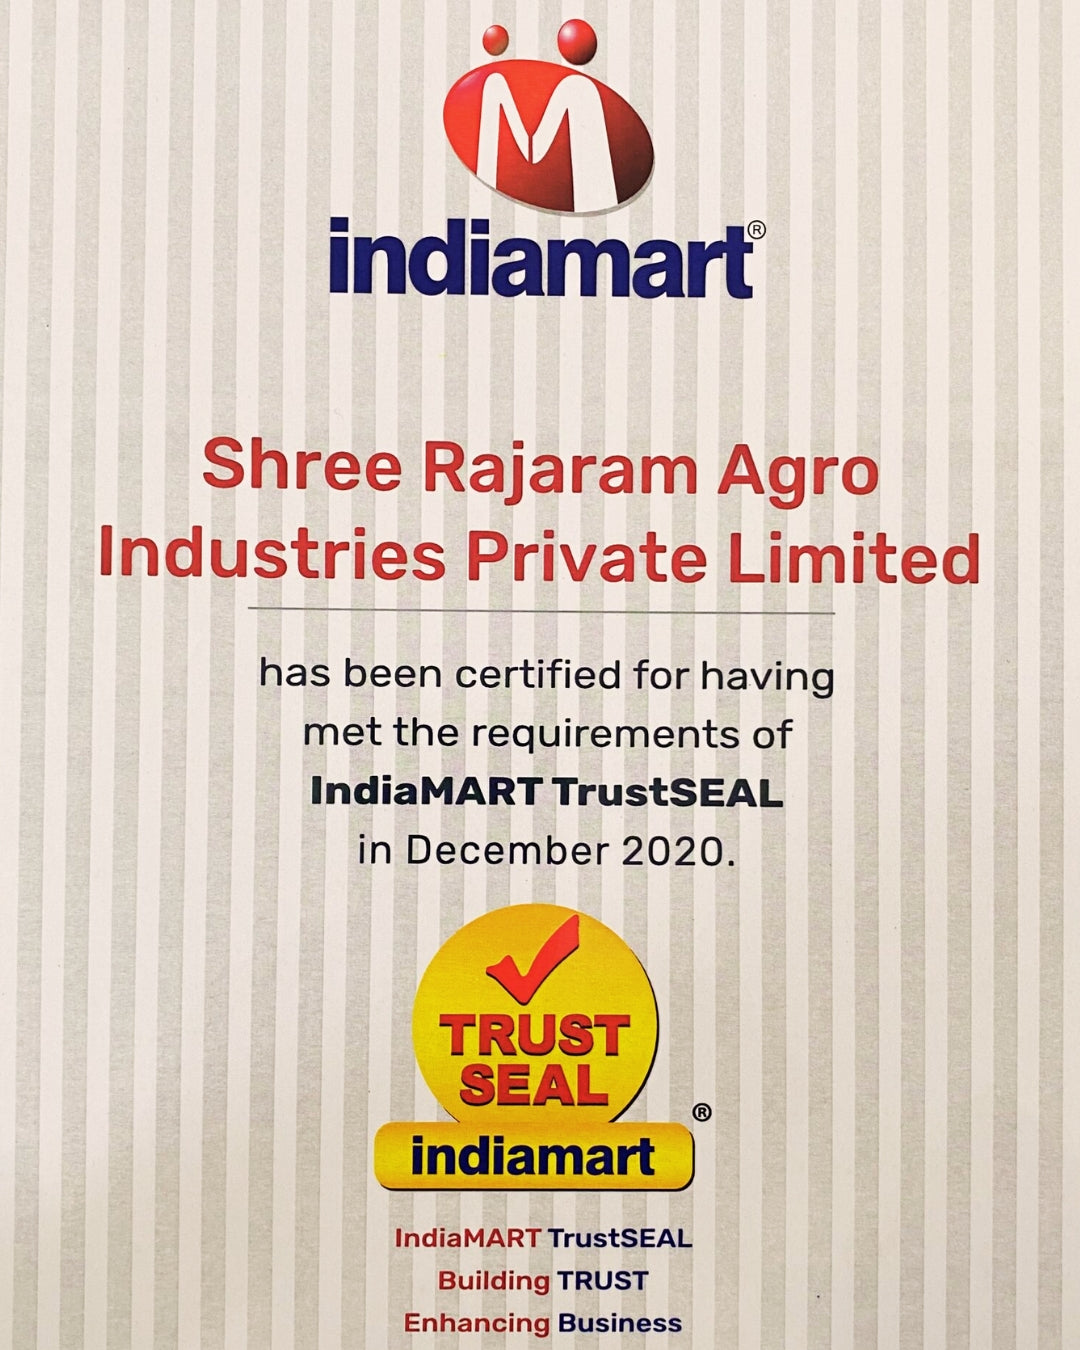 indiamart®
Shree Rajaram Agro
Industries Private Limited
has been certified for having
met the requirements of
IndiaMART TrustSEAL
in December 2020.
TRUST
SEAL
®
indiamart
IndiaMART TrustSEAL
Building TRUST
Enhancing Business